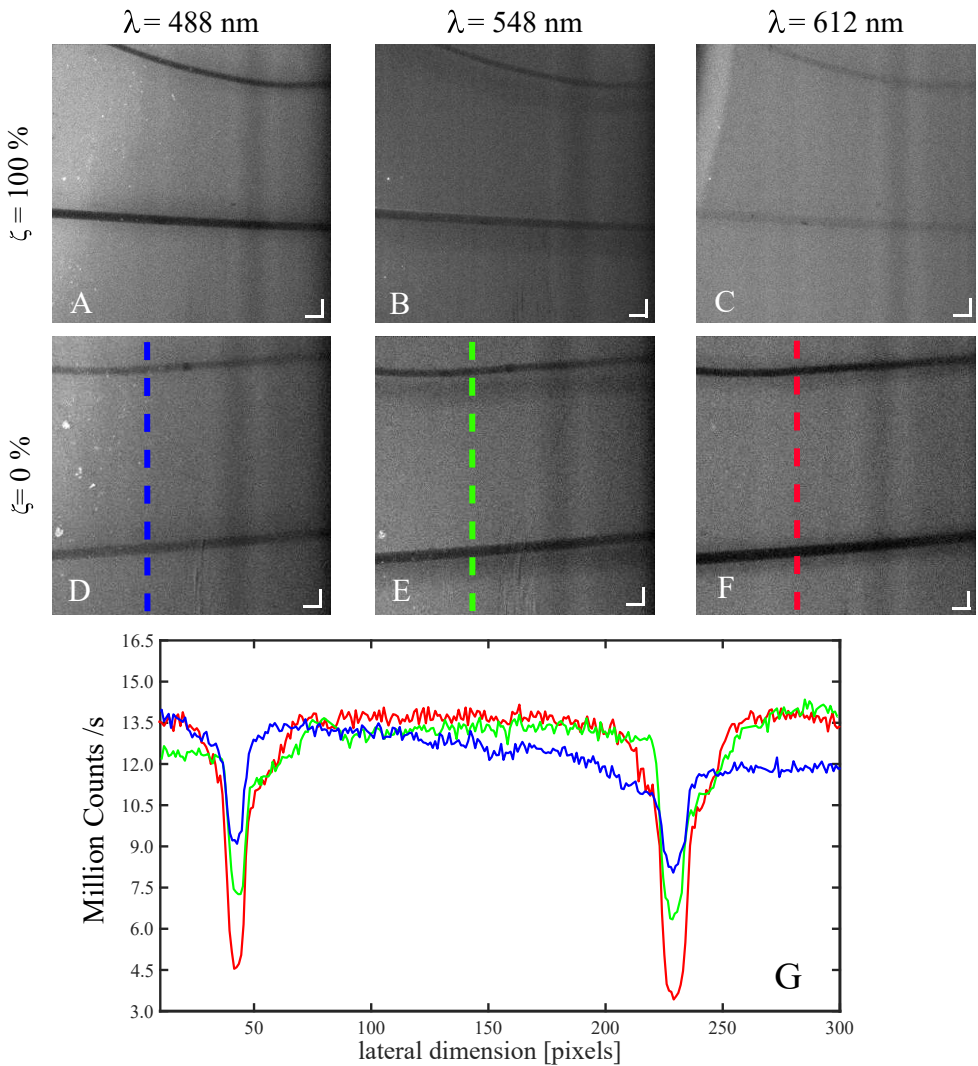 λ = 488 nm
λ = 548 nm
λ = 612 nm
ζ = 100 %
A
B
C
ζ = 0 %
D
E
F
16.5
15.0
13.5
12.0
10.5
9.0
7.5
6.0
4.5
3.0
Million Counts /s
G
50
100
150
200
250
300
lateral dimension [pixels]